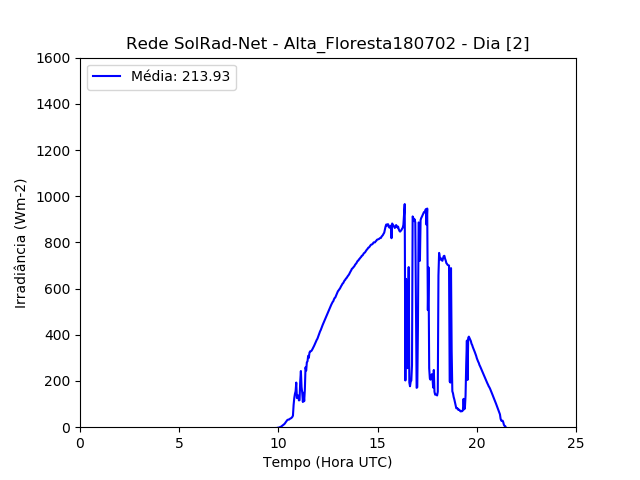 Rede SolRad-Net - Alta_Floresta180702 - Dia [2]
Média: 213.93
1600
1400
1200
1000
800
600
400
200
0
Irradiância (Wm-2)
0 5 10 15 20 25
Tempo (Hora UTC)